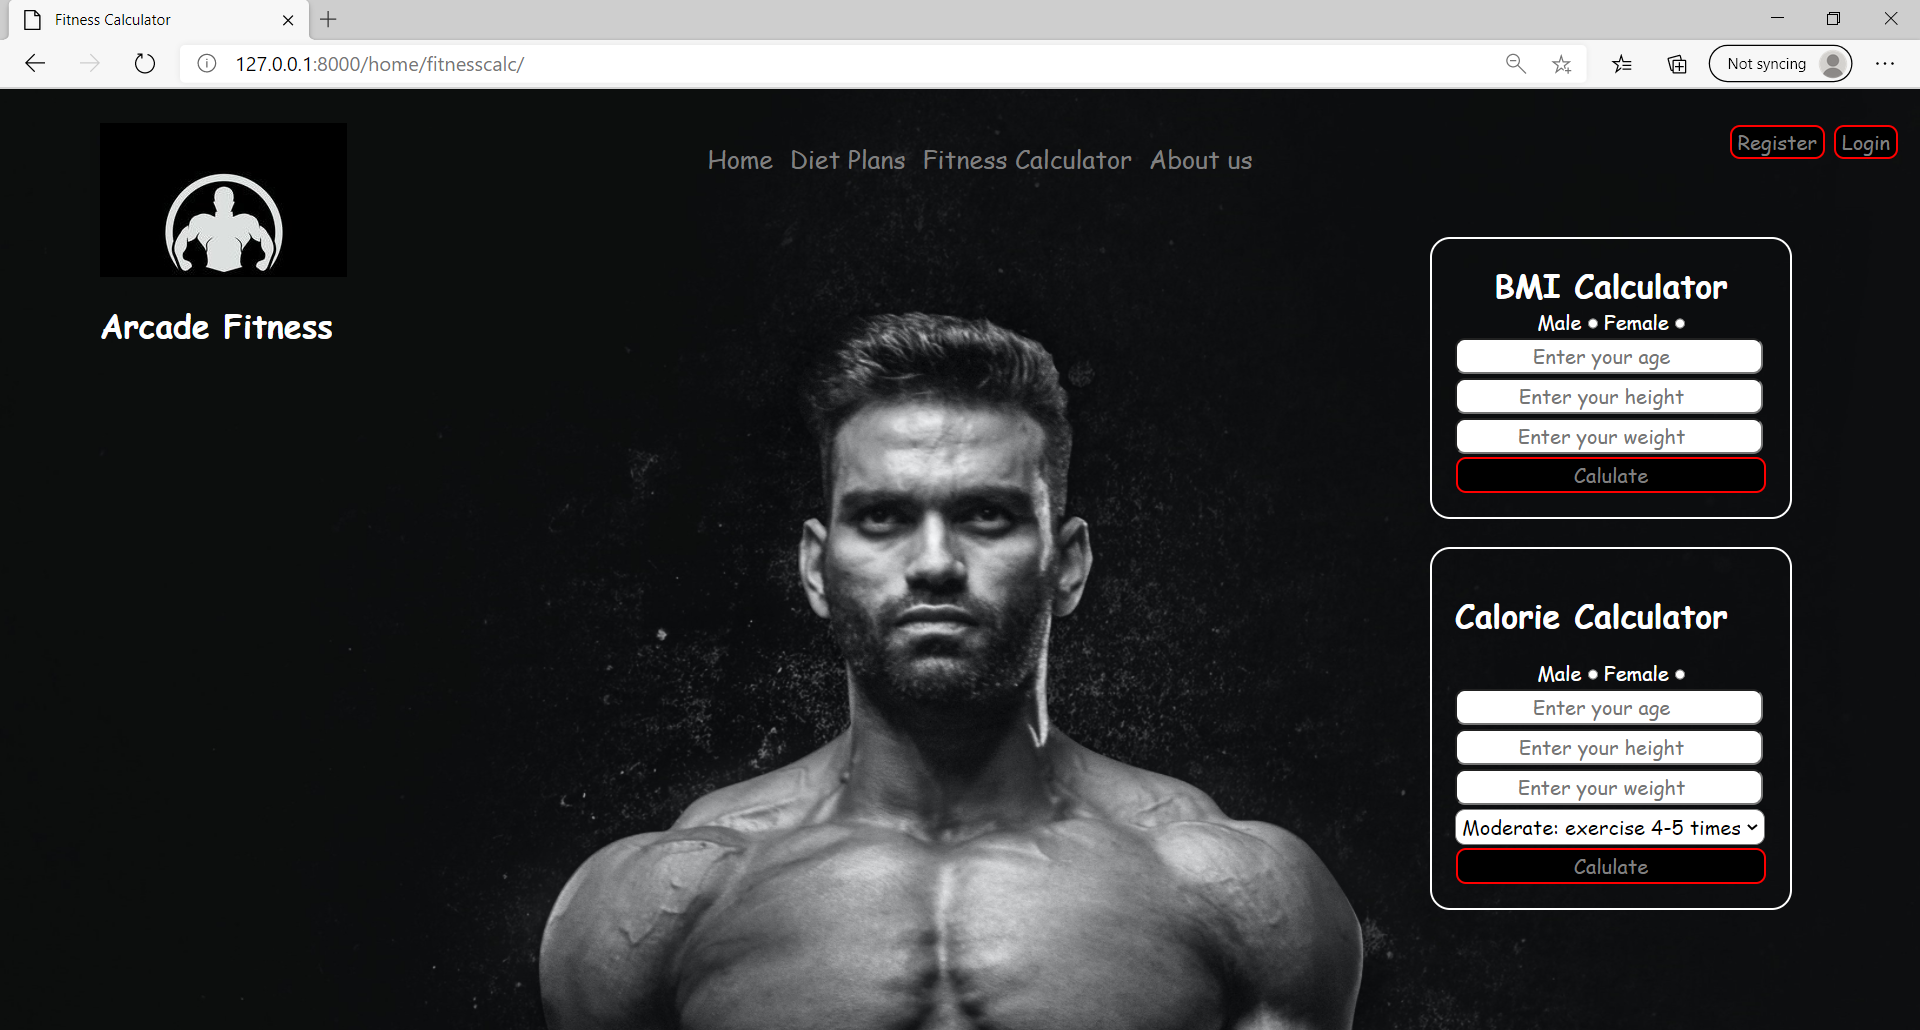 Fitness Calculator
127.0.0.1:8000/home/fitnesscalc/
Not syncing
Home Diet Plans Fitness Calculator About us
Register Login
Arcade Fitness
BMI Calculator
Male Female
Enter your age
Enter your height
Enter your weight
Calulate
Calorie Calculator
Male Female
Enter your age
Enter your height
Enter your weight
Moderate: exercise 4-5 times
Calulate